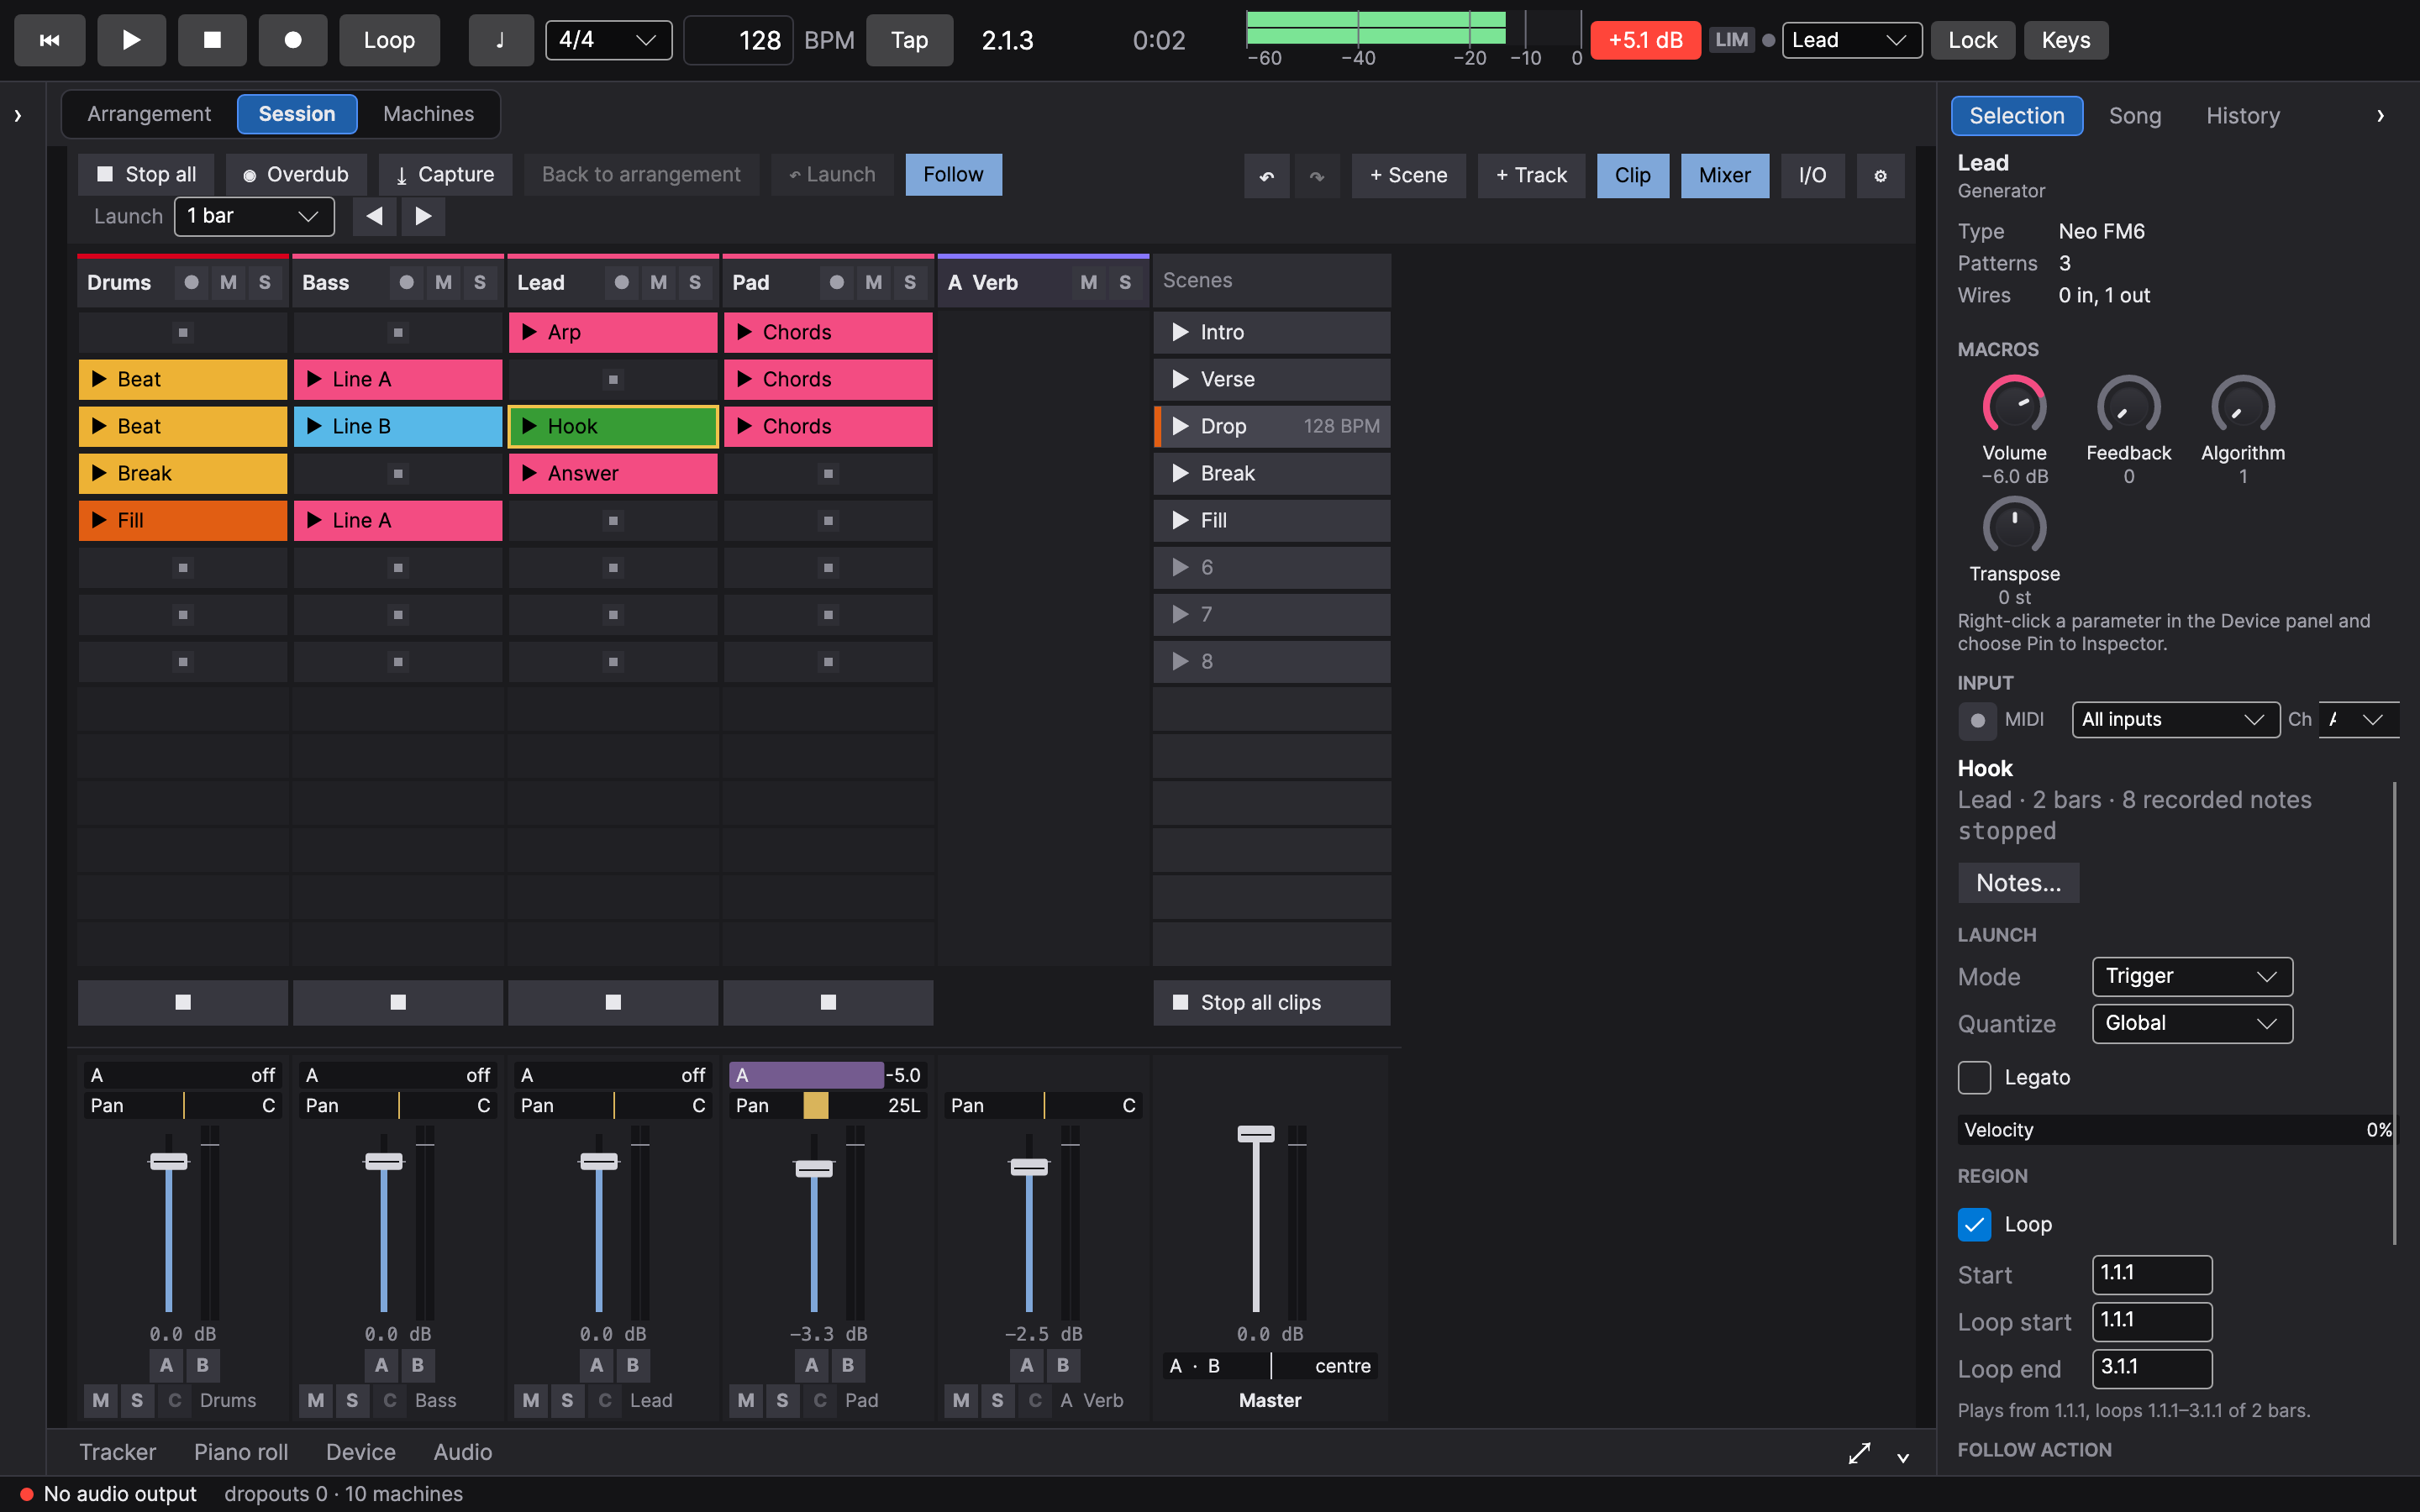 Loop
4/4
128 BPM
Tap
2.1.3
0:02
-60 -40 -20 -10 0
+5.1 dB
LIM
Lead
Lock
Keys
Arrangement Session Machines
Stop all Overdub Capture Back to arrangement Launch Follow
+ Scene + Track Clip Mixer I/O
Launch 1 bar
Drums M S Bass M S Lead M S Pad M S A Verb M S Scenes
Arp Chords Intro
Beat Line A Chords Verse
Beat Line B Hook Chords Drop 128 BPM
Break Answer Break
Fill Line A Fill
6
7
8
Stop all clips
A off A off A off A -5.0
Pan C Pan C Pan C Pan 25L Pan C
0.0 dB 0.0 dB 0.0 dB -3.3 dB -2.5 dB 0.0 dB
A B A B A B A B A B A · B centre
M S C Drums M S C Bass M S C Lead M S C Pad M S C A Verb Master
Tracker Piano roll Device Audio
No audio output dropouts 0 · 10 machines
Selection Song History
Lead
Generator
Type Neo FM6
Patterns 3
Wires 0 in, 1 out
MACROS
Volume Feedback Algorithm
-6.0 dB 0 1
Transpose
0 st
Right-click a parameter in the Device panel and
choose Pin to Inspector.
INPUT
MIDI All inputs Ch
Hook
Lead · 2 bars · 8 recorded notes
stopped
Notes...
LAUNCH
Mode Trigger
Quantize Global
Legato
Velocity 0%
REGION
Loop
Start 1.1.1
Loop start 1.1.1
Loop end 3.1.1
Plays from 1.1.1, loops 1.1.1–3.1.1 of 2 bars.
FOLLOW ACTION